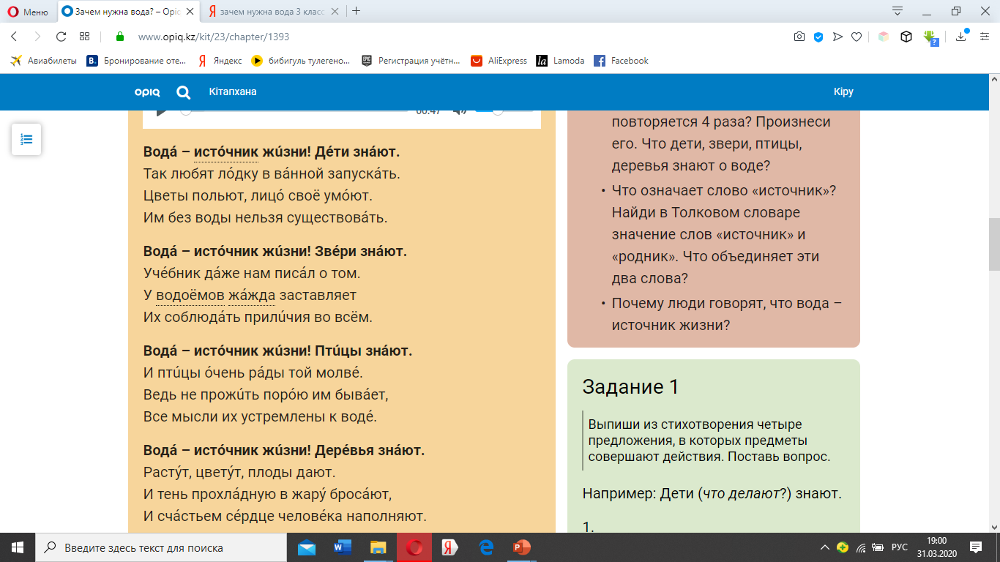 Меню
Зачем нужна вода? – Opiq
зачем нужна вода 3 класс
www.opiq.kz/kit/23/chapter/1393
Авиабилеты
Бронирование оте...
Яндекс
бибигуль тулегено...
Регистрация учётн...
AliExpress
Lamoda
Facebook
opiq
Кітапхана
Кіру
00:47
Вода́ – исто́чник жи́зни! Де́ти зна́ют.
Так любят ло́дку в ва́нной запуска́ть.
Цветы польют, лицо́ своё умо́ют.
Им без воды нельзя существова́ть.
Вода́ – исто́чник жи́зни! Зве́ри зна́ют.
Уче́бник да́же нам писа́л о том.
У водоёмов жа́жда заставляет
Их соблюда́ть прили́чия во всём.
Вода́ – исто́чник жи́зни! Пти́цы зна́ют.
И пти́цы о́чень ра́ды той молве́.
Ведь не прожи́ть поро́ю им быва́ет,
Все мысли их устремлены к воде́.
Вода́ – исто́чник жи́зни! Дере́вья зна́ют.
Расту́т, цвету́т, плоды дают.
И тень прохла́дную в жару́ броса́ют,
И сча́стьем се́рдце челове́ка наполняют.
повторяется 4 раза? Произнеси
его. Что дети, звери, птицы,
деревья знают о воде?
• Что означает слово «источник»?
Найди в Толковом словаре
значение слов «источник» и
«родник». Что объединяет эти
два слова?
• Почему люди говорят, что вода –
источник жизни?
Задание 1
Выпиши из стихотворения четыре
предложения, в которых предметы
совершают действия. Поставь вопрос.
Например: Дети (что делают?) знают.
1.
Введите здесь текст для поиска
РУС
19:00
31.03.2020